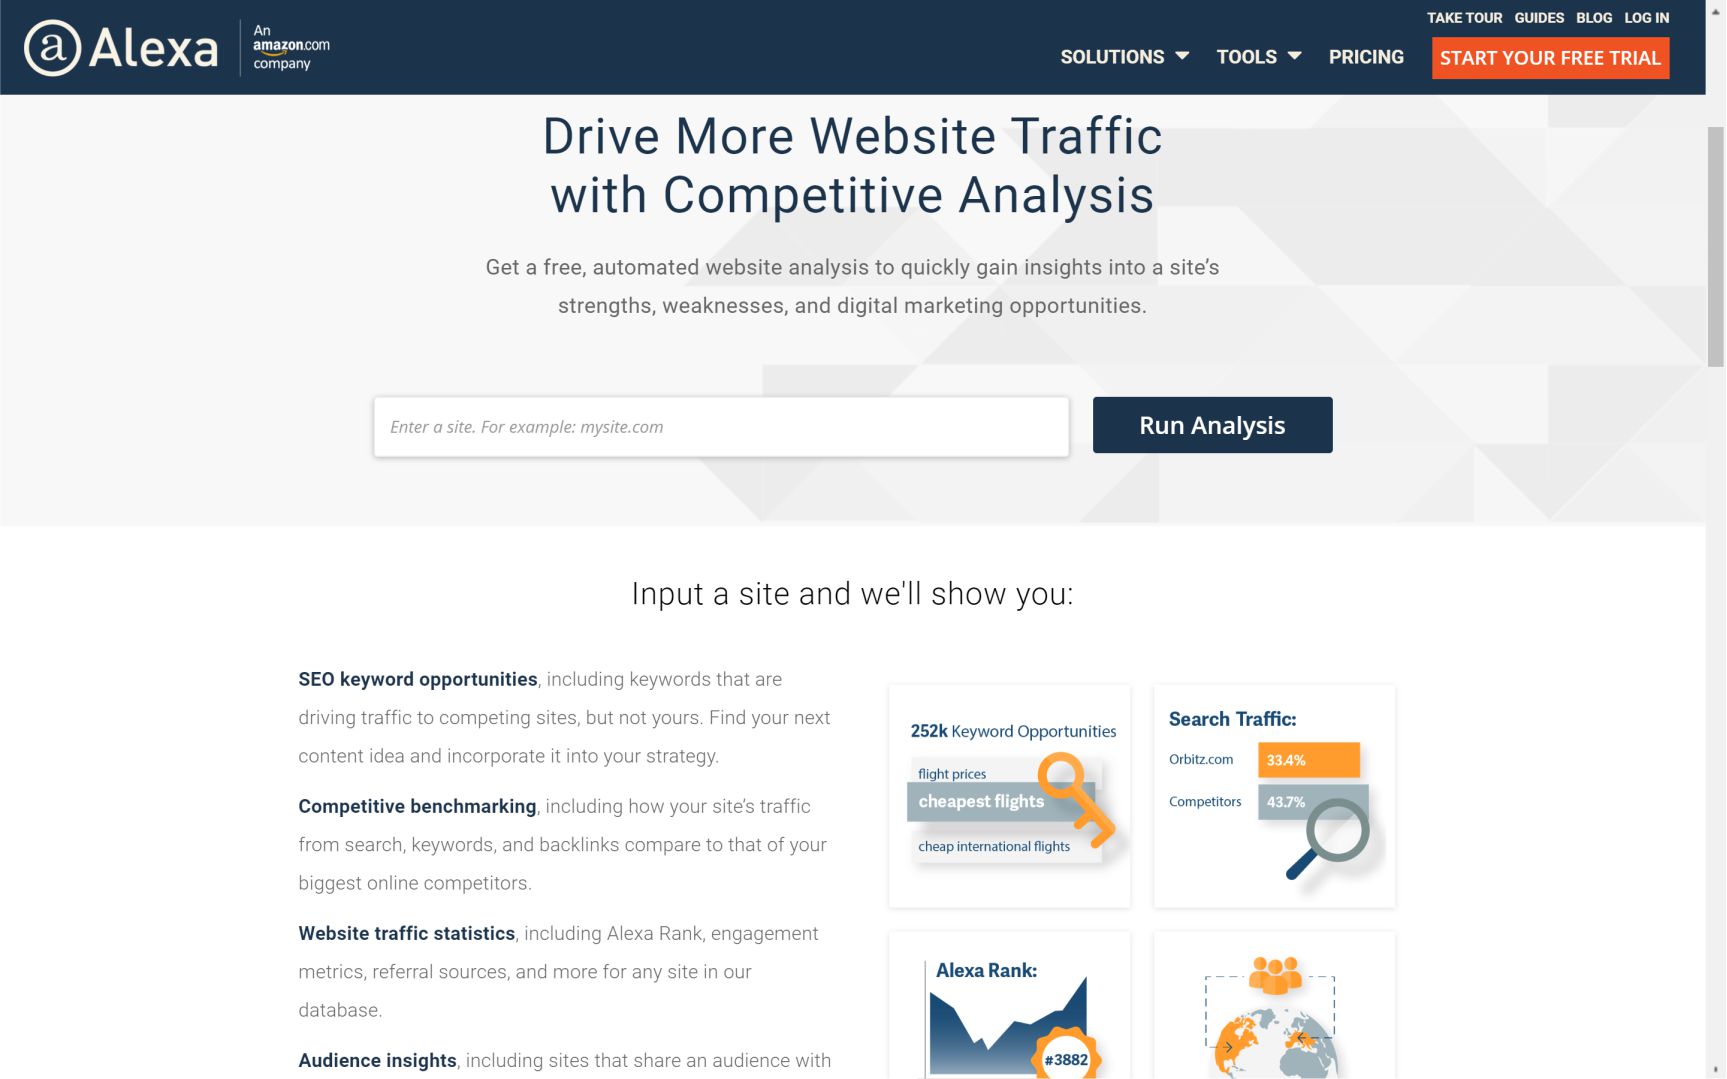 TAKE TOUR GUIDES BLOG LOG IN
a Alexa
An
amazon.com
company
SOLUTIONS TOOLS PRICING START YOUR FREE TRIAL
Drive More Website Traffic
with Competitive Analysis
Get a free, automated website analysis to quickly gain insights into a site’s
strengths, weaknesses, and digital marketing opportunities.
Enter a site. For example: mysite.com
Run Analysis
Input a site and we'll show you:
SEO keyword opportunities, including keywords that are
driving traffic to competing sites, but not yours. Find your next
content idea and incorporate it into your strategy.
Competitive benchmarking, including how your site’s traffic
from search, keywords, and backlinks compare to that of your
biggest online competitors.
Website traffic statistics, including Alexa Rank, engagement
metrics, referral sources, and more for any site in our
database.
Audience insights, including sites that share an audience with
252k Keyword Opportunities
flight prices
cheapest flights
cheap international flights
Search Traffic:
Orbitz.com 33.4%
Competitors 43.7%
Alexa Rank:
#3882